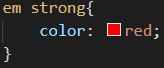 em strong{
    color: red;
}